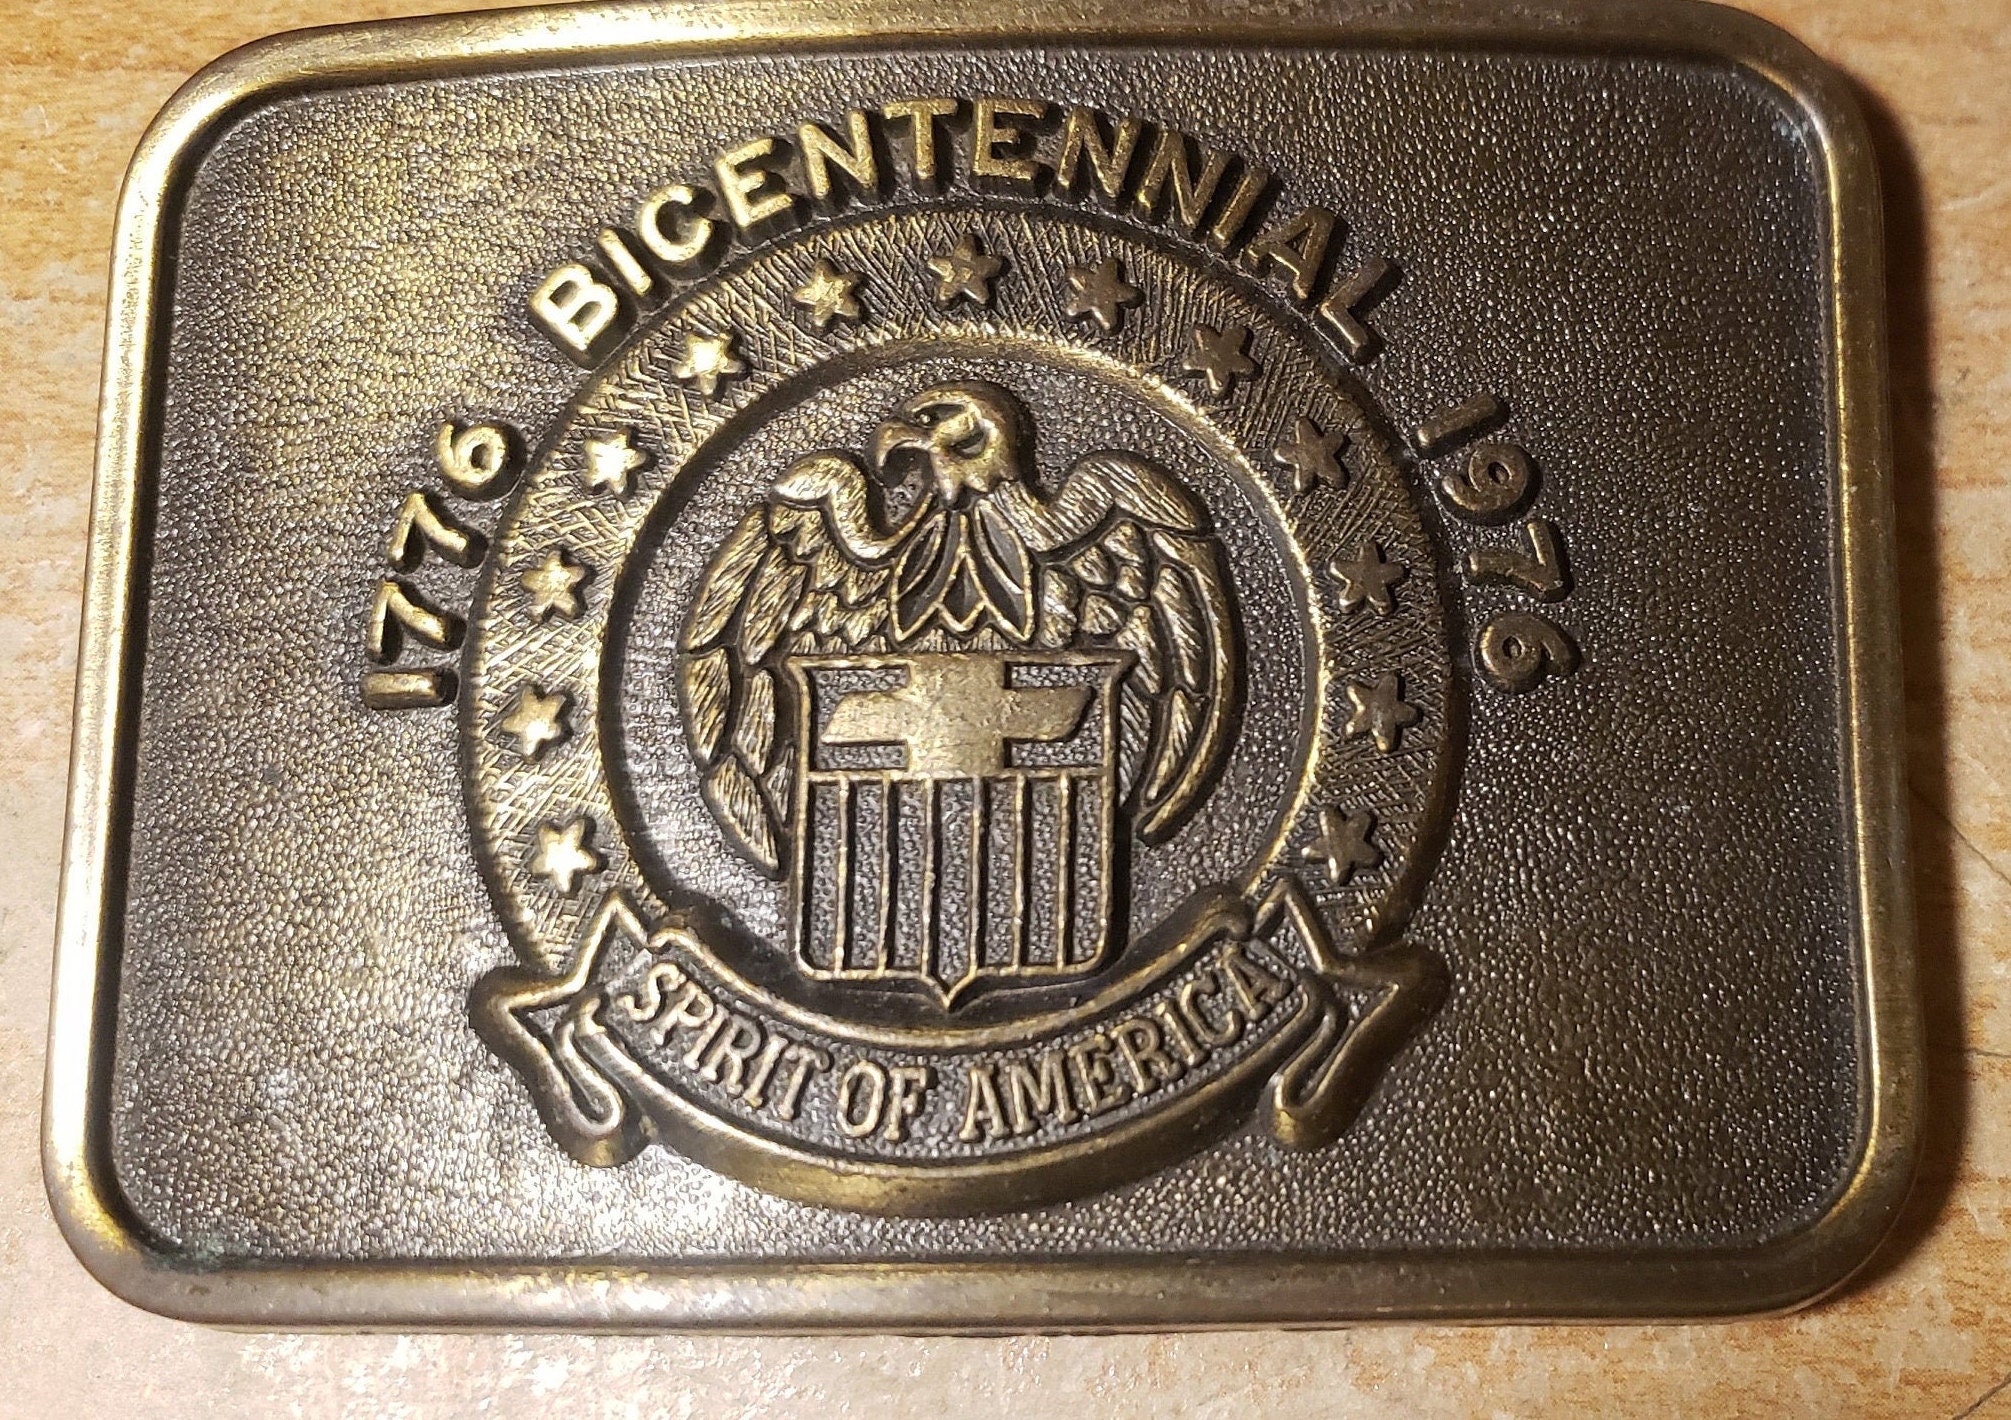 1776 BICENTENNIAL 1976
SPIRIT OF AMERICA